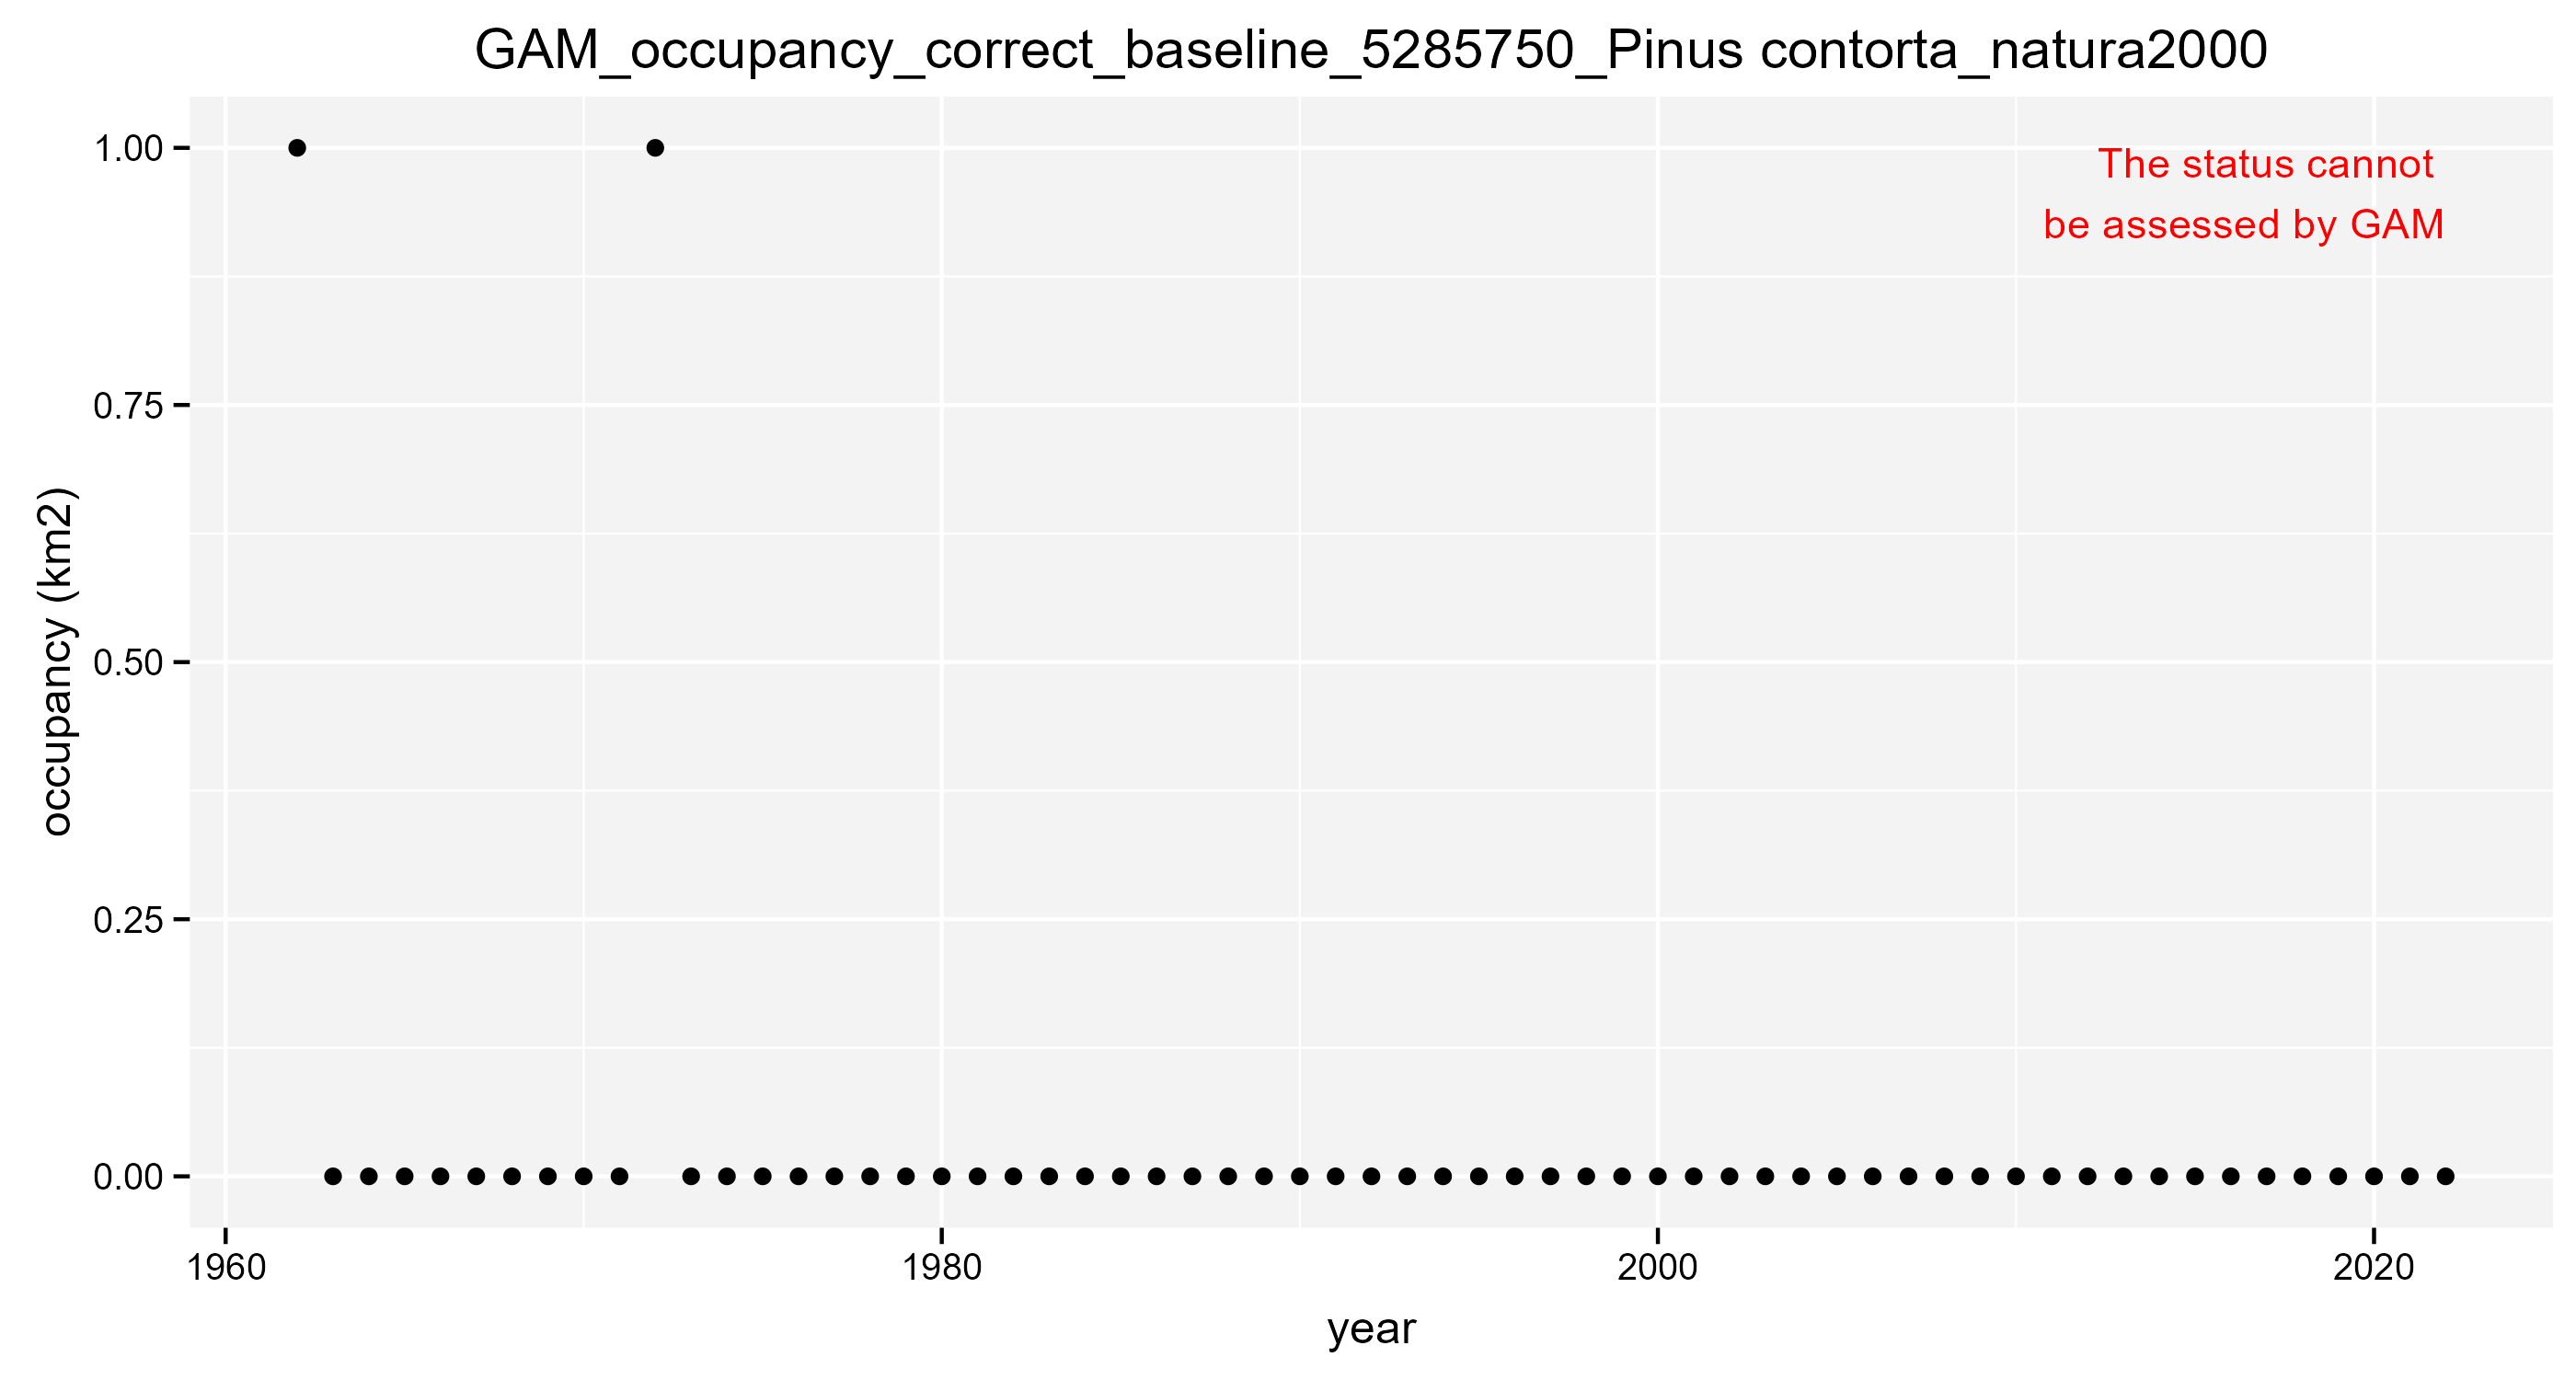 GAM_occupancy_correct_baseline_5285750_Pinus contorta_natura2000
The status cannot
be assessed by GAM
occupancy (km2)
1.00
0.75
0.50
0.25
0.00
1960
1980
2000
2020
year